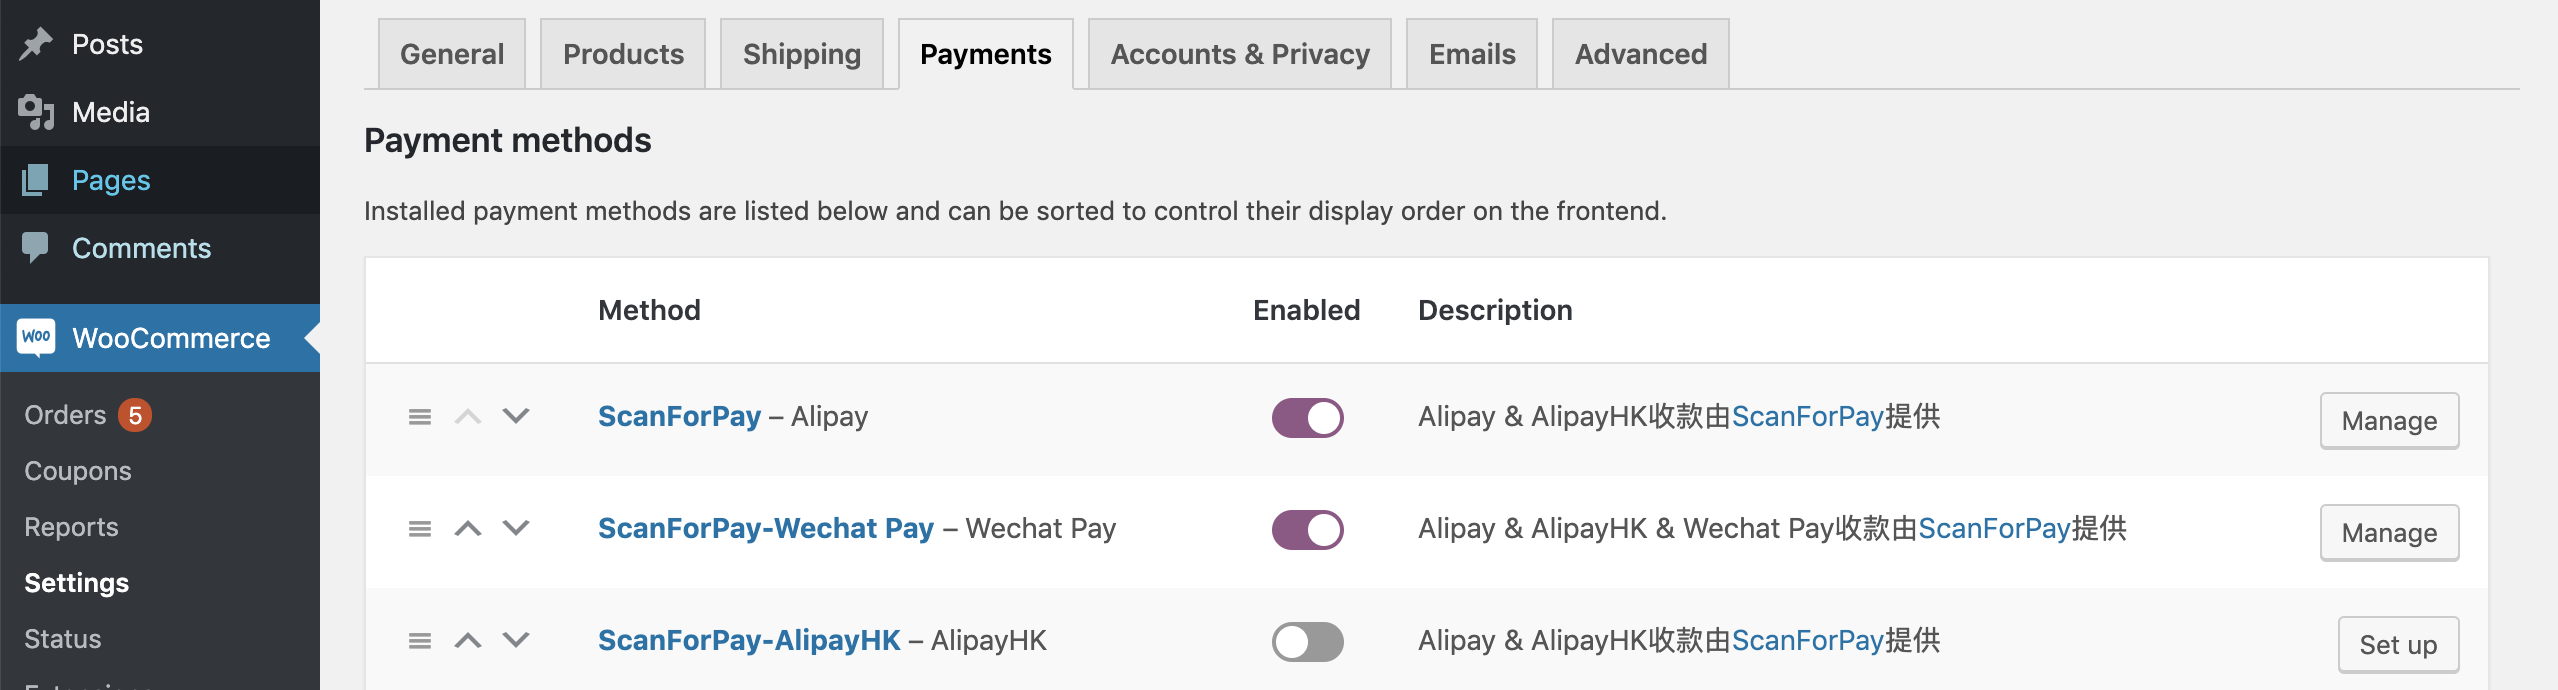 Posts
Media
Pages
Comments
Woo WooCommerce
Orders 5
Coupons
Reports
Settings
Status
General Products Shipping Payments Accounts & Privacy Emails Advanced
Payment methods
Installed payment methods are listed below and can be sorted to control their display order on the frontend.
Method Enabled Description
ScanForPay – Alipay Alipay & AlipayHK收款由ScanForPay提供 Manage
ScanForPay-Wechat Pay – Wechat Pay Alipay & AlipayHK & Wechat Pay收款由ScanForPay提供 Manage
ScanForPay-AlipayHK – AlipayHK Alipay & AlipayHK收款由ScanForPay提供 Set up